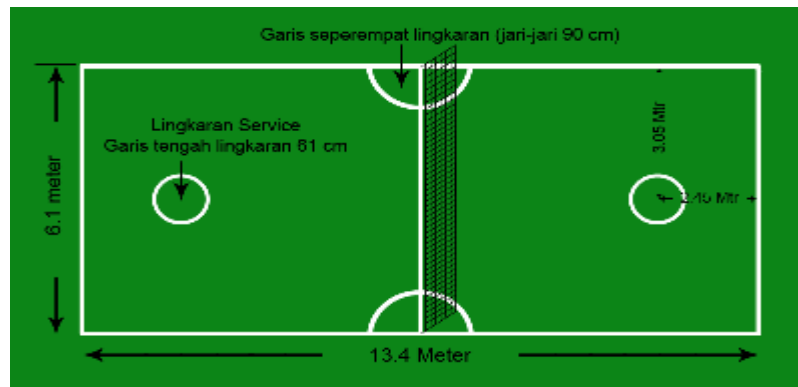 Garis seperempat lingkaran (jari-jari 90 cm)
Lingkaran Service
Garis tengah lingkaran 61 cm
3.05 Mtr
2.45 Mtr
6.1 meter
13.4 Meter